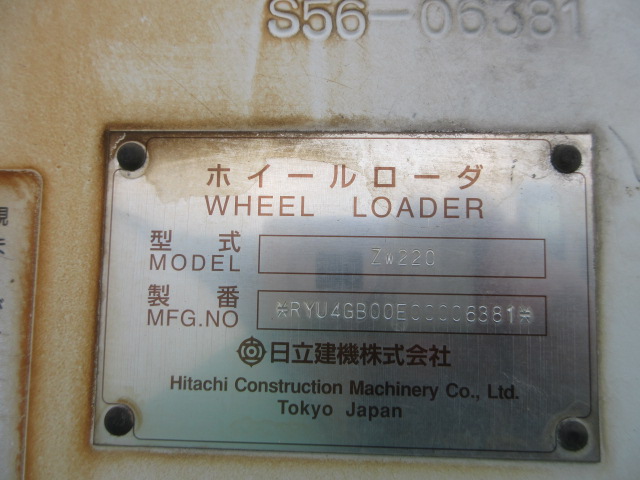 S56-06381
ホイールローダ
WHEEL LOADER
型式 ZW220
MODEL
製番 *RYU4GB00E00006381*
MFG.NO
日立建機株式会社
Hitachi Construction Machinery Co., Ltd.
Tokyo Japan